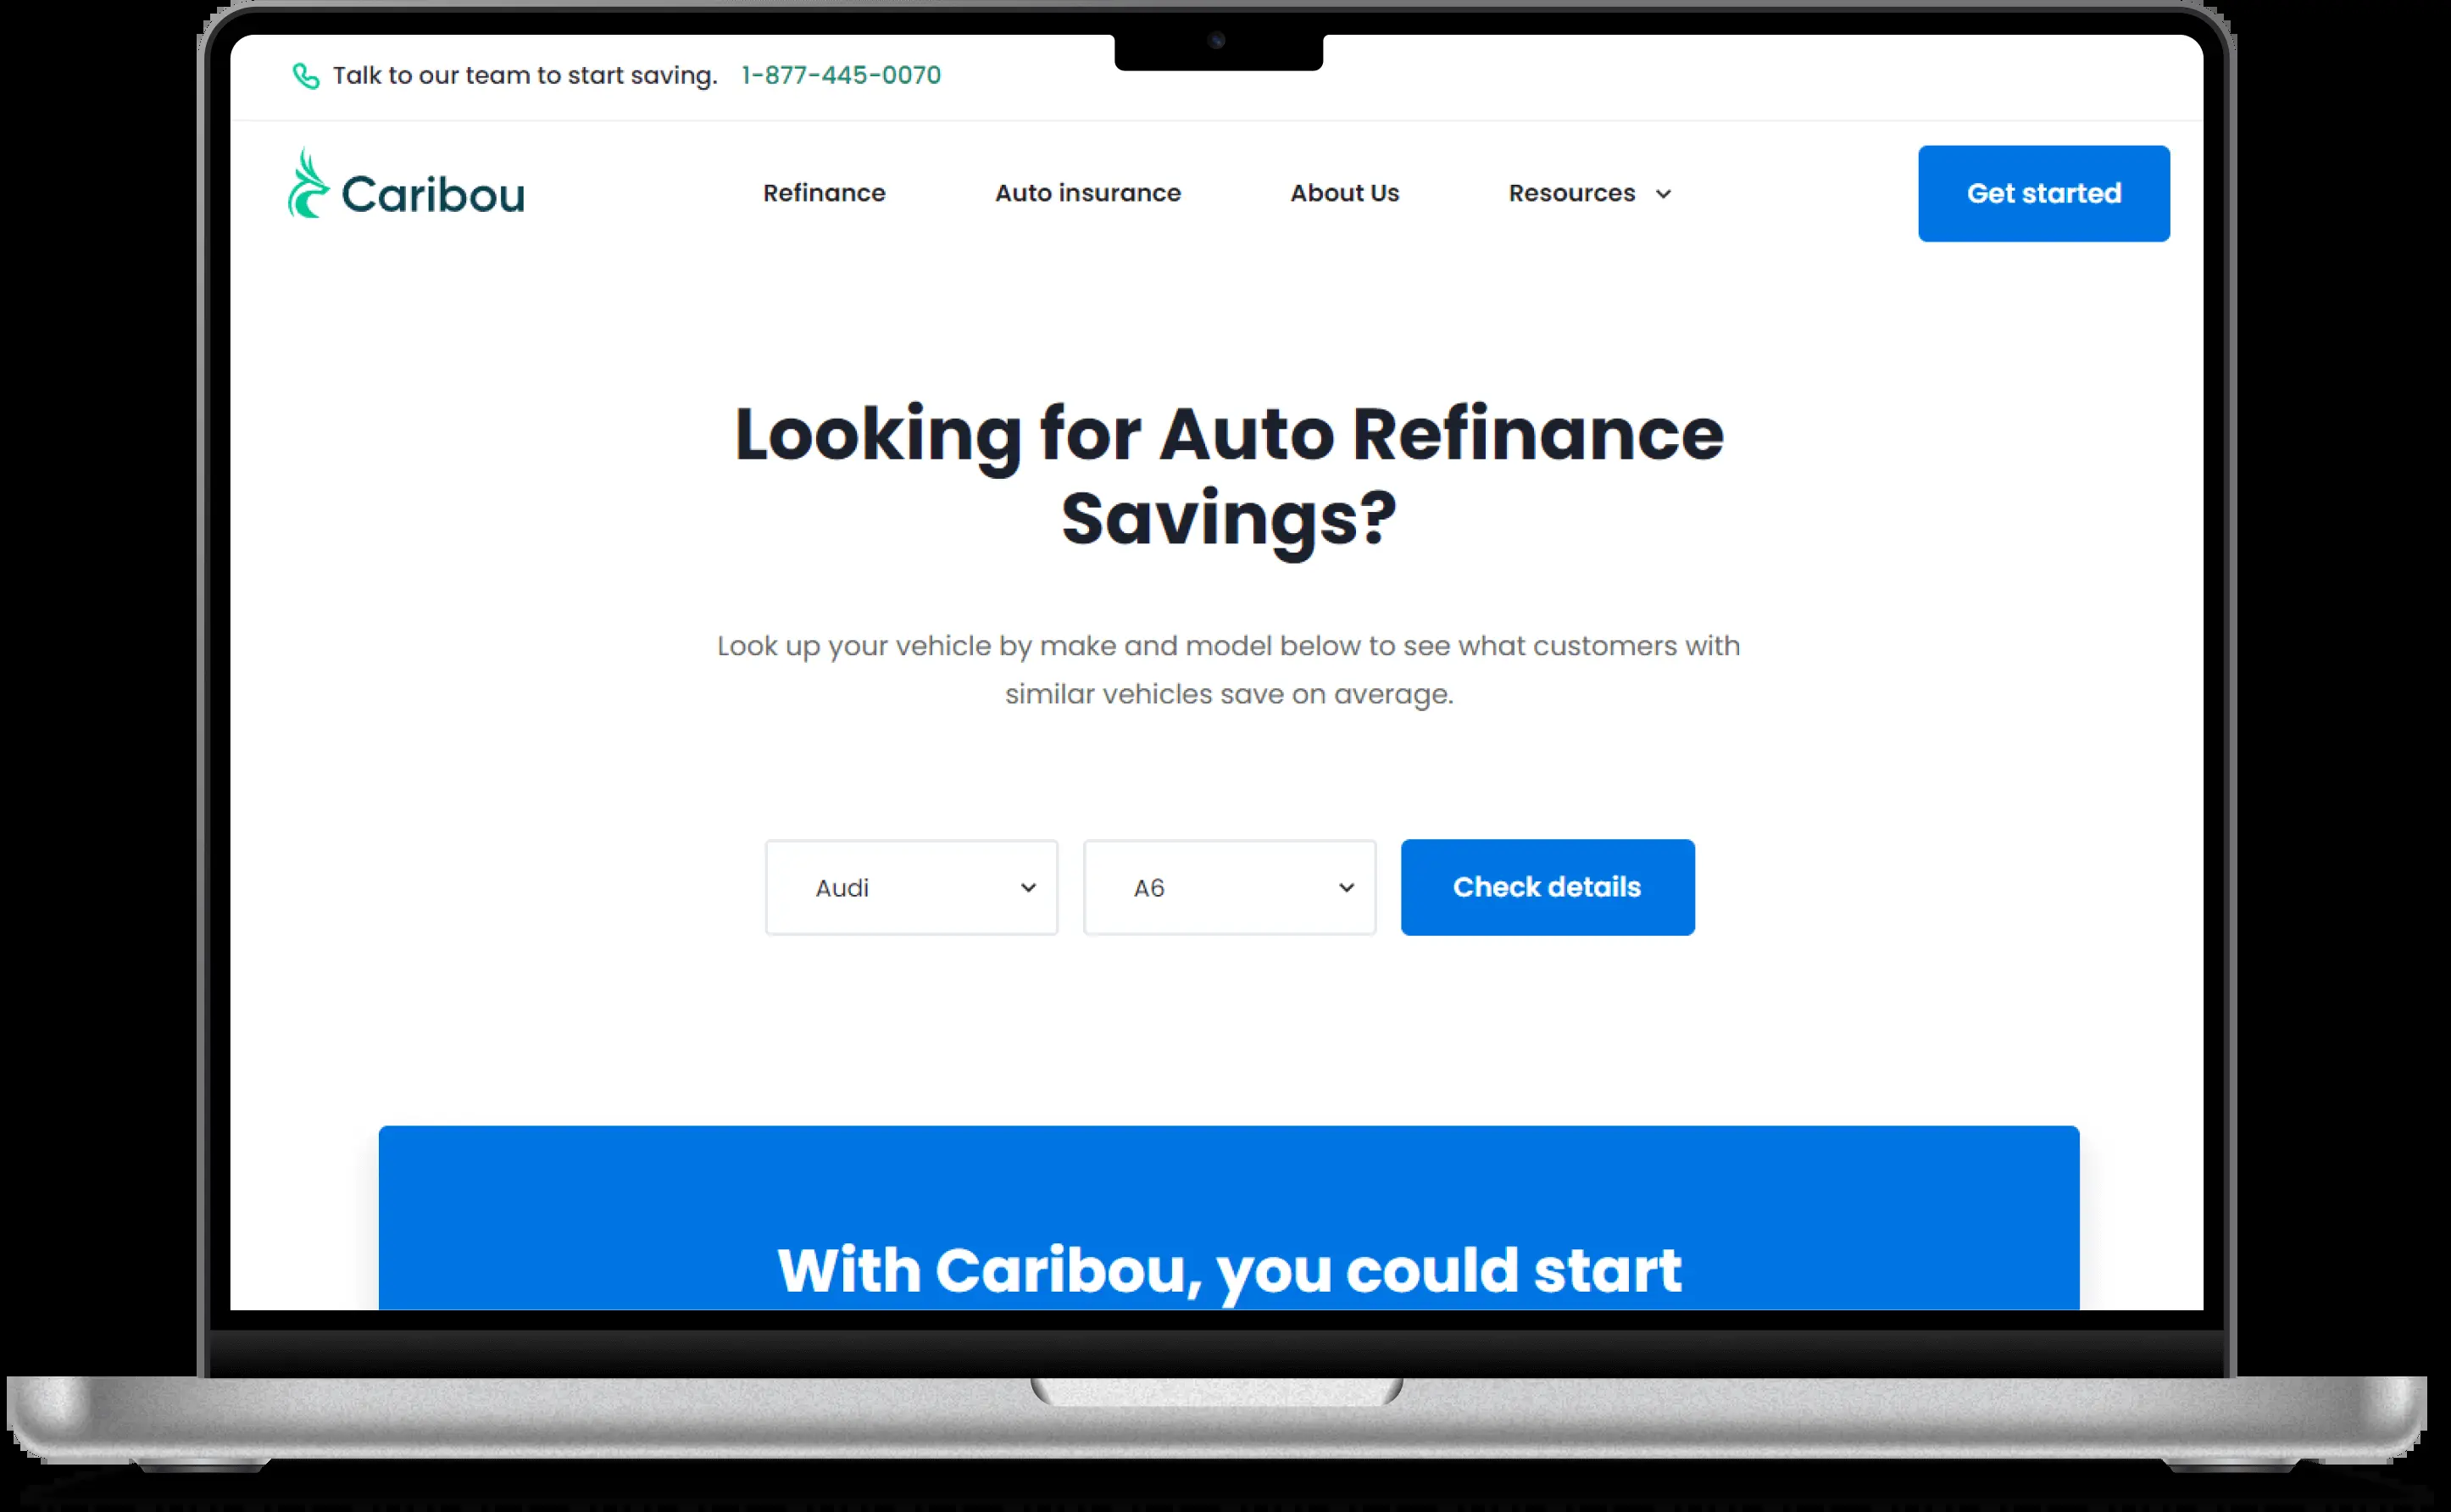 Talk to our team to start saving. 1-877-445-0070
Caribou
Refinance Auto insurance About Us Resources
Get started
Looking for Auto Refinance
Savings?
Look up your vehicle by make and model below to see what customers with
similar vehicles save on average.
Audi A6 Check details
With Caribou, you could start